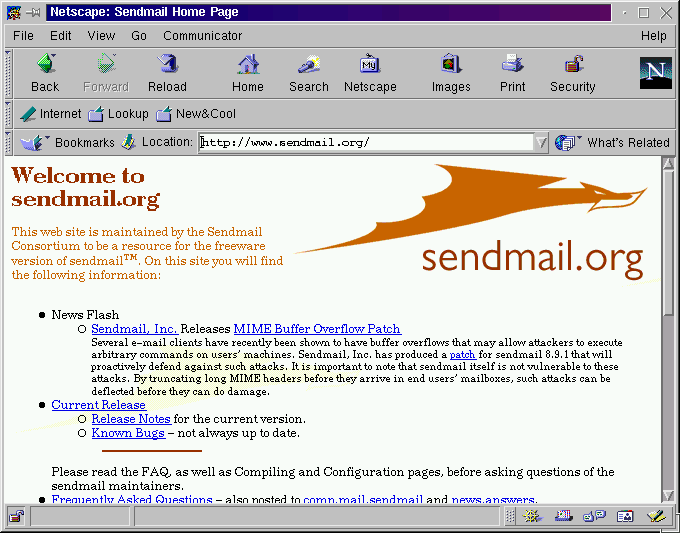 Netscape: Sendmail Home Page
File Edit View Go Communicator Help
Back Forward Reload Home Search Netscape Images Print Security
My
N
Internet Lookup New&Cool
Bookmarks Location: http://www.sendmail.org/ What's Related
Welcome to
sendmail.org
This web site is maintained by the Sendmail
Consortium to be a resource for the freeware
version of sendmail™. On this site you will find
the following information:
sendmail.org
News Flash
Sendmail, Inc. Releases MIME Buffer Overflow Patch
Several e-mail clients have recently been shown to have buffer overflows that may allow attackers to execute
arbitrary commands on users' machines. Sendmail, Inc. has produced a patch for sendmail 8.9.1 that will
proactively defend against such attacks. It is important to note that sendmail itself is not vulnerable to these
attacks. By truncating long MIME headers before they arrive in end users' mailboxes, such attacks can be
deflected before they can do damage.
Current Release
Release Notes for the current version.
Known Bugs – not always up to date.
Please read the FAQ, as well as Compiling and Configuration pages, before asking questions of the
sendmail maintainers.
Frequently Asked Questions – also posted to comp.mail.sendmail and news.answers.